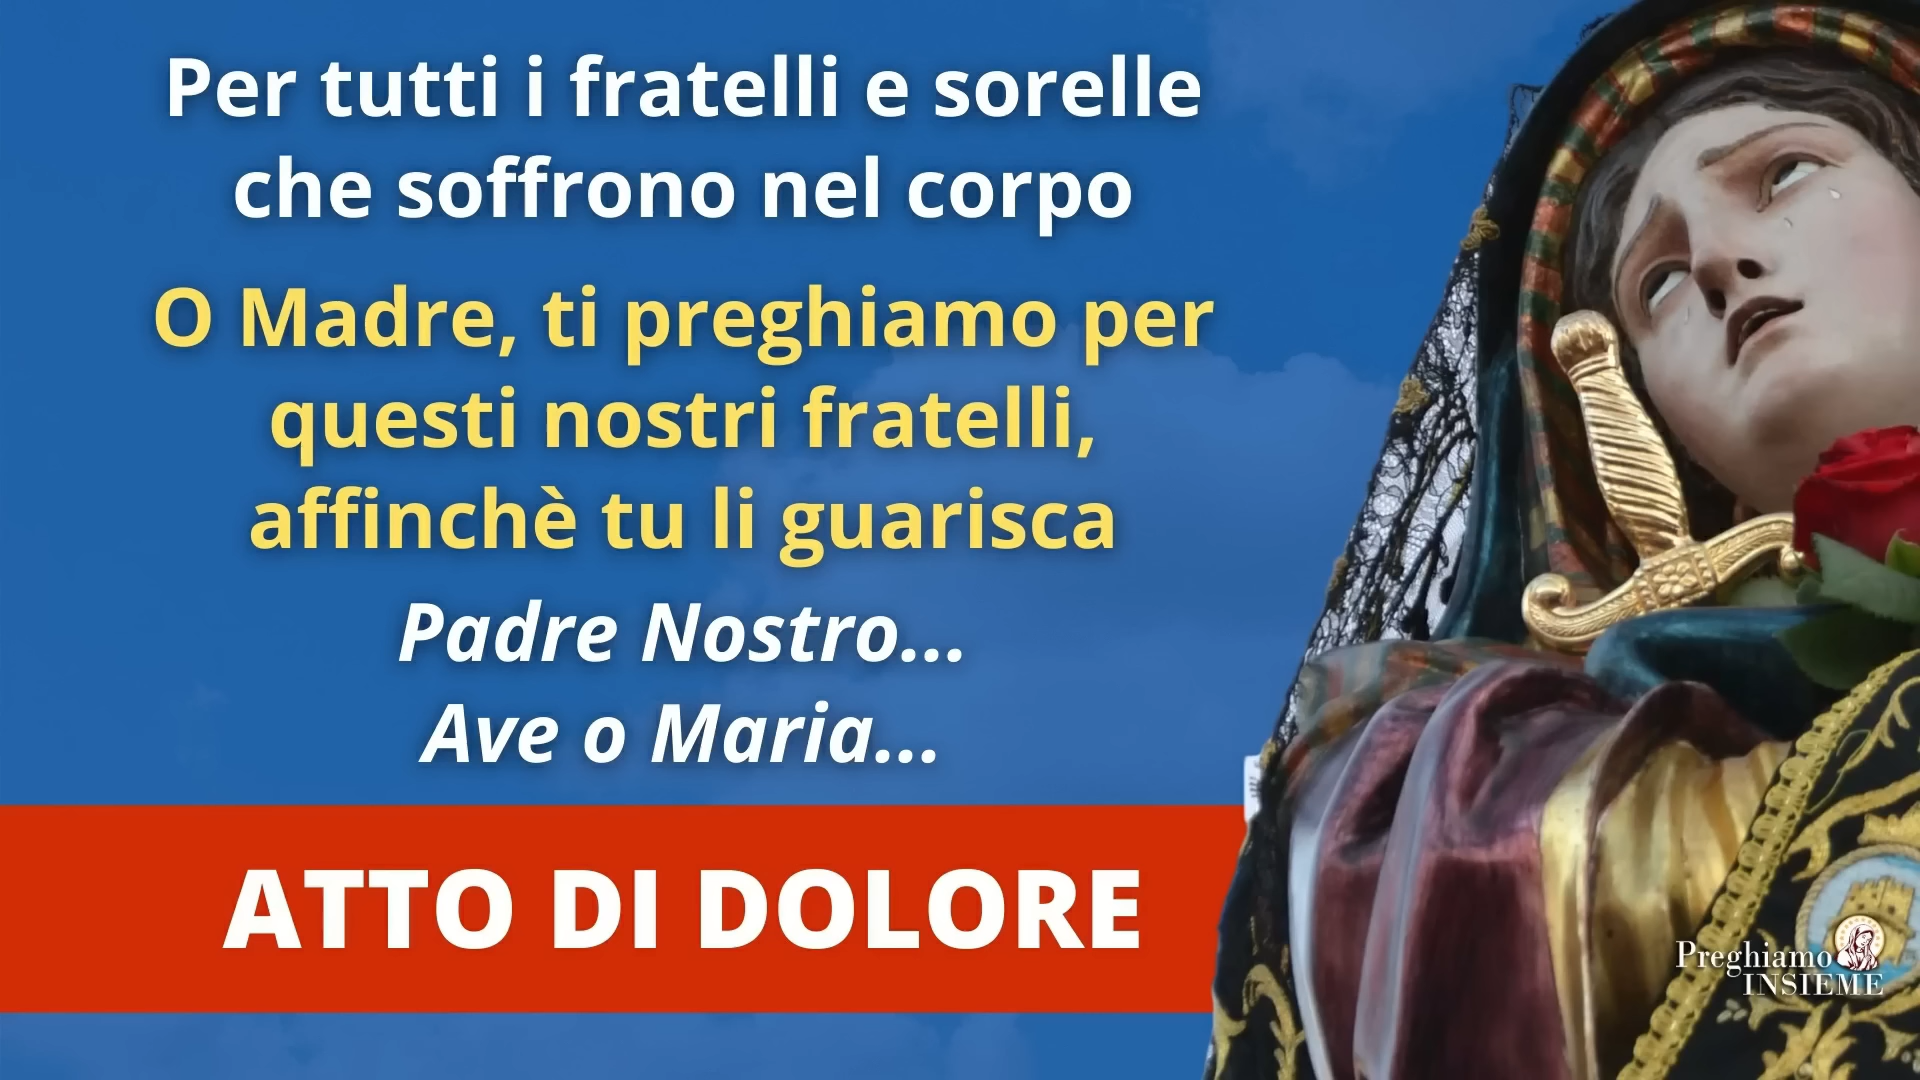 Per tutti i fratelli e sorelle
che soffrono nel corpo
O Madre, ti preghiamo per
questi nostri fratelli,
affinchè tu li guarisca
Padre Nostro...
Ave o Maria...
ATTO DI DOLORE
Preghiamo
INSIEME